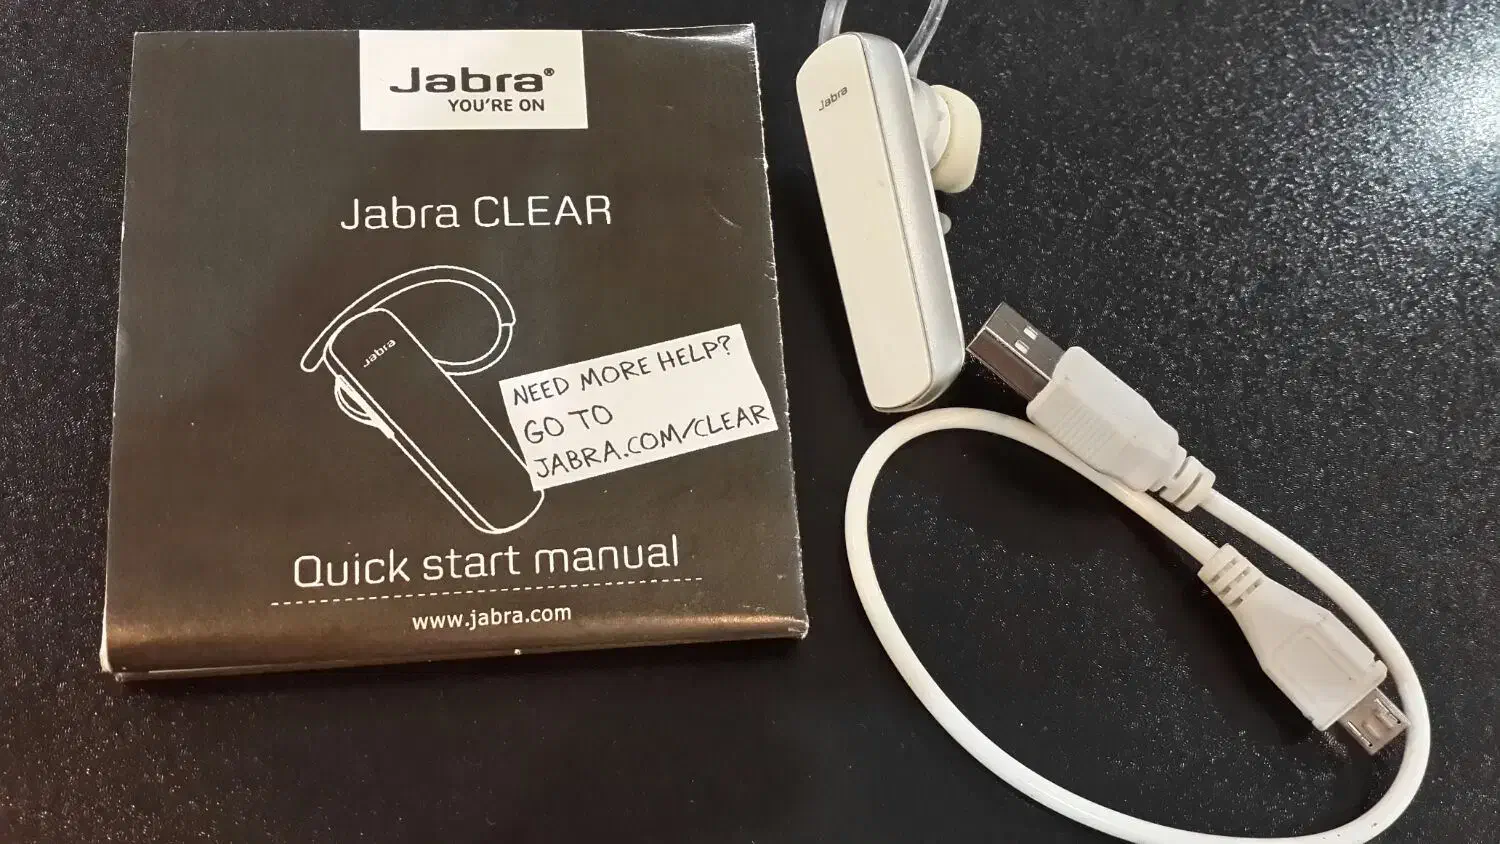 Jabra®
YOU'RE ON
Jabra CLEAR
Jabra
NEED MORE HELP?
GO TO
JABRA.COM/CLEAR
Quick start manual
www.jabra.com
Jabra